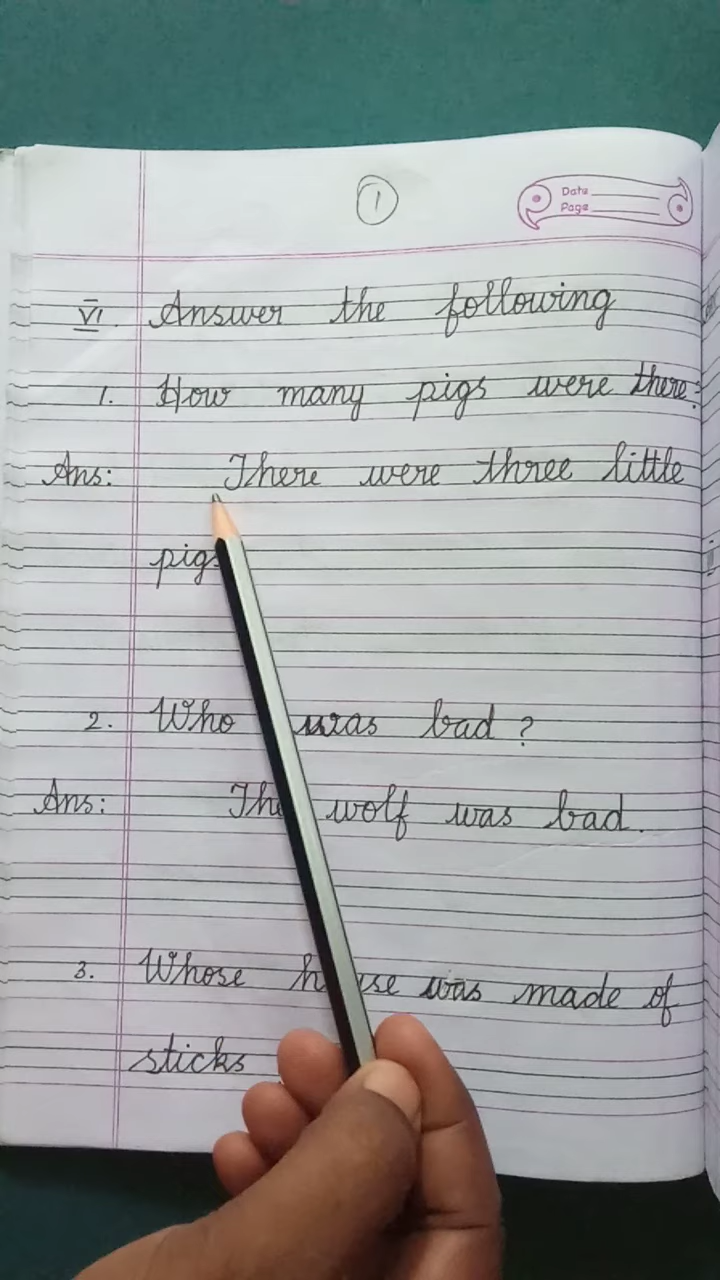 1
Date
Page
VI. Answer the following
1. How many pigs were there?
Ans: There were three little
pigs
2. Who was bad?
Ans: The wolf was bad.
3. Whose house was made of
sticks